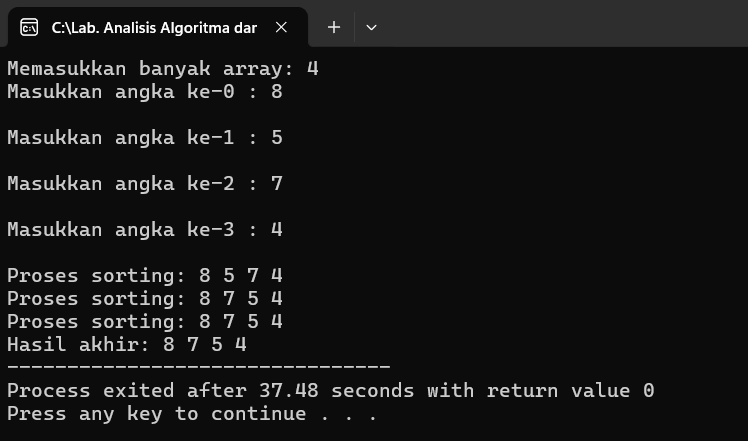 C:\Lab. Analisis Algoritma dar
Memasukkan banyak array: 4
Masukkan angka ke-0 : 8
Masukkan angka ke-1 : 5
Masukkan angka ke-2 : 7
Masukkan angka ke-3 : 4
Proses sorting: 8 5 7 4
Proses sorting: 8 7 5 4
Proses sorting: 8 7 5 4
Hasil akhir: 8 7 5 4
--------------------------------
Process exited after 37.48 seconds with return value 0
Press any key to continue . . .